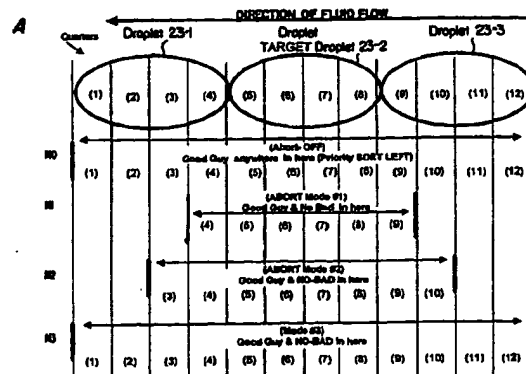 A
DIRECTION OF FLUID FLOW
Quarters
Droplet 23-1
Droplet
TARGET Droplet 23-2
Droplet 23-3
(1) (2) (3) (4) (5) (6) (7) (8) (9) (10) (11) (12)
#0
(Abort-OFF)
Good Guy anywhere in here (Priority SORT LEFT)
(1) (2) (3) (4) (5) (6) (7) (8) (9) (10) (11) (12)
(ABORT Mode #1)
Good Guy & No Bad in here
(4) (5) (6) (7) (8) (9)
#2
(ABORT Mode #2)
Good Guy & NO-BAD in here
(3) (4) (5) (6) (7) (8) (9) (10)
#3
(Mode #3)
Good Guy & NO-BAD in here
(1) (2) (3) (4) (5) (6) (7) (8) (9) (10) (11) (12)